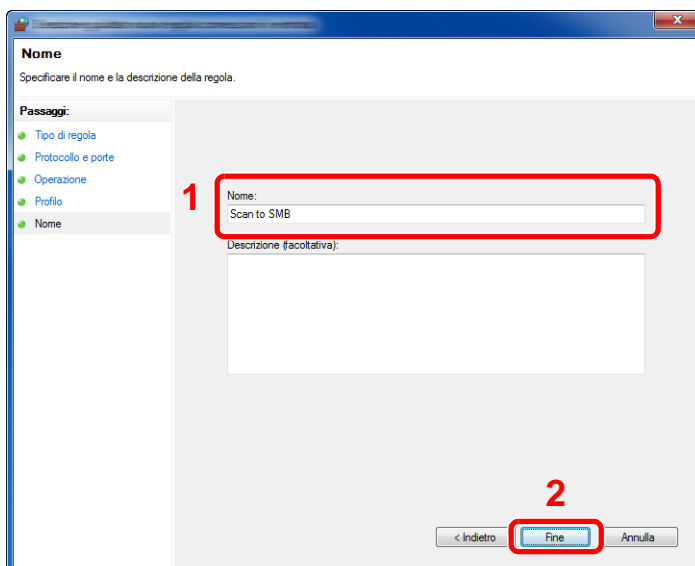 Nome
Specificare il nome e la descrizione della regola.
Passaggi:
Tipo di regola
Protocollo e porte
Operazione
Profilo
Nome
1
Nome:
Scan to SMB
Descrizione (facoltativa):
2
< Indietro
Fine
Annulla